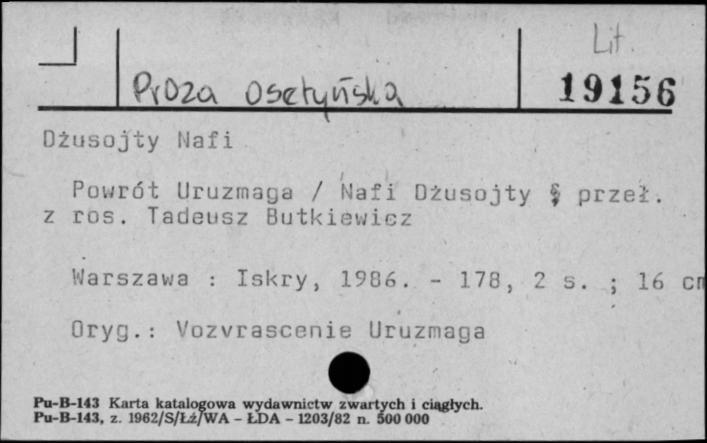 Lit.
Proza osetyńska 19156
Dżusojty Nafi
Powrót Uruzmaga / Nafi Dżusojty ; przeł.
z ros. Tadeusz Butkiewicz
Warszawa : Iskry, 1986. - 178, 2 s. ; 16 cm
Oryg.: Vozvrascenie Uruzmaga
Pu-B-143 Karta katalogowa wydawnictw zwartych i ciągłych.
Pu-B-143, z. 1962/S/Łź/WA – ŁDA – 1203/82 n. 500 000